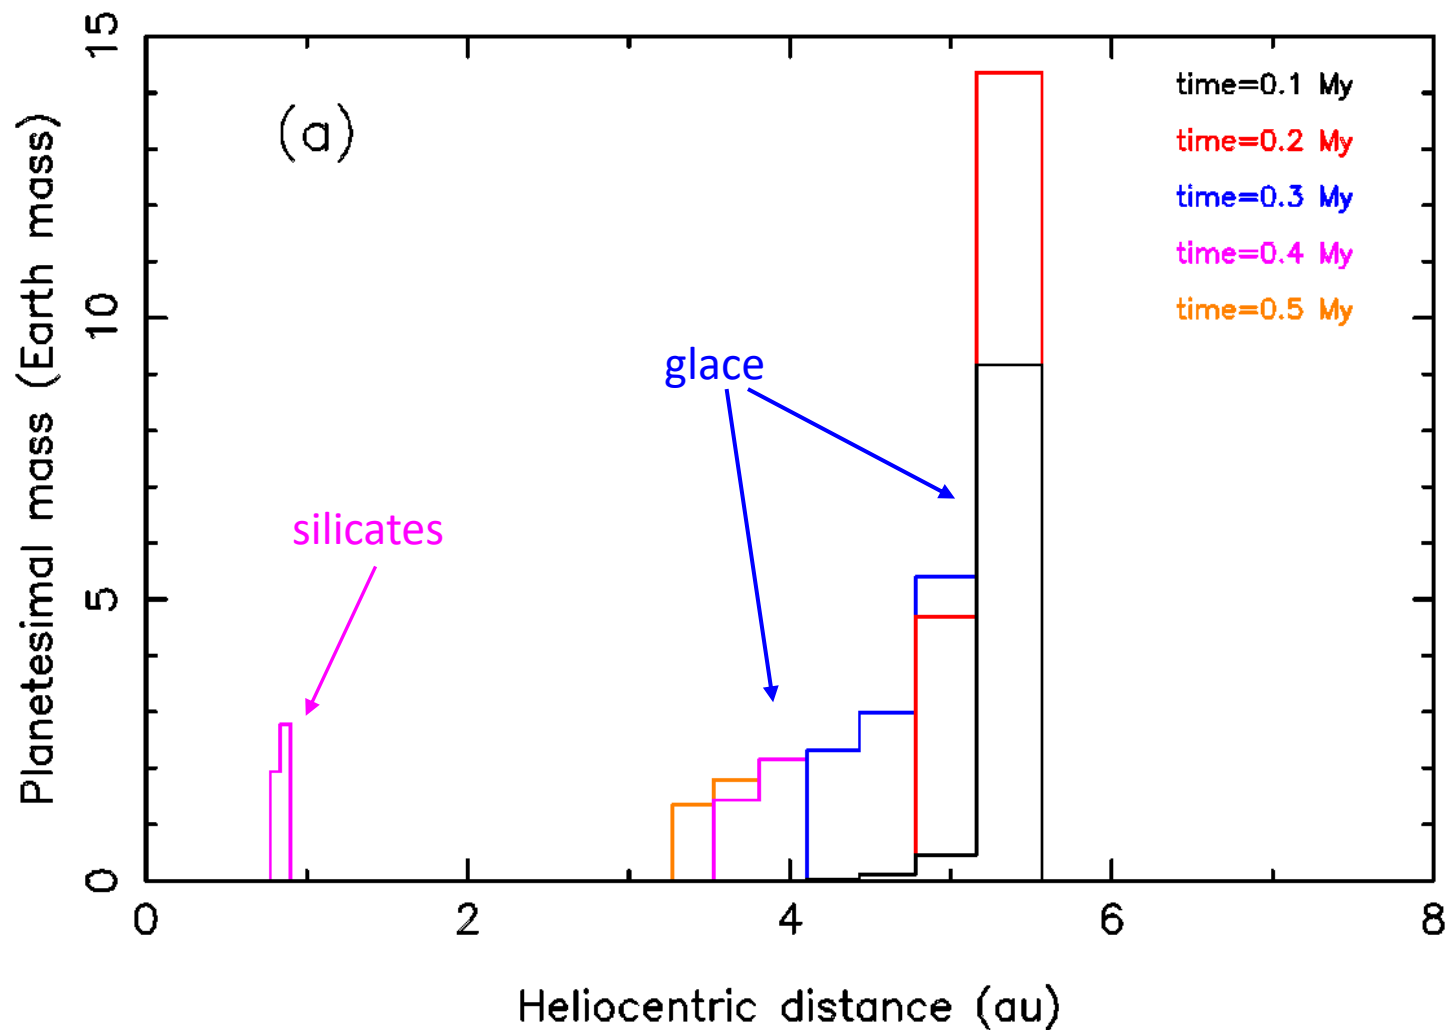 15
10
5
0
Planetesimal mass (Earth mass)
(a)
time=0.1 My
time=0.2 My
time=0.3 My
time=0.4 My
time=0.5 My
glace
silicates
0 2 4 6 8
Heliocentric distance (au)